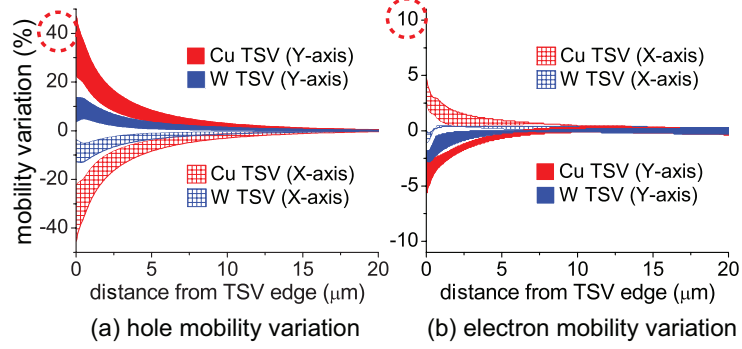 mobility variation (%)
40
20
0
-20
-40
Cu TSV (Y-axis)
W TSV (Y-axis)
Cu TSV (X-axis)
W TSV (X-axis)
0
5
10
15
20
distance from TSV edge (μm)
(a) hole mobility variation
10
5
0
-5
-10
Cu TSV (X-axis)
W TSV (X-axis)
Cu TSV (Y-axis)
W TSV (Y-axis)
0
5
10
15
20
distance from TSV edge (μm)
(b) electron mobility variation